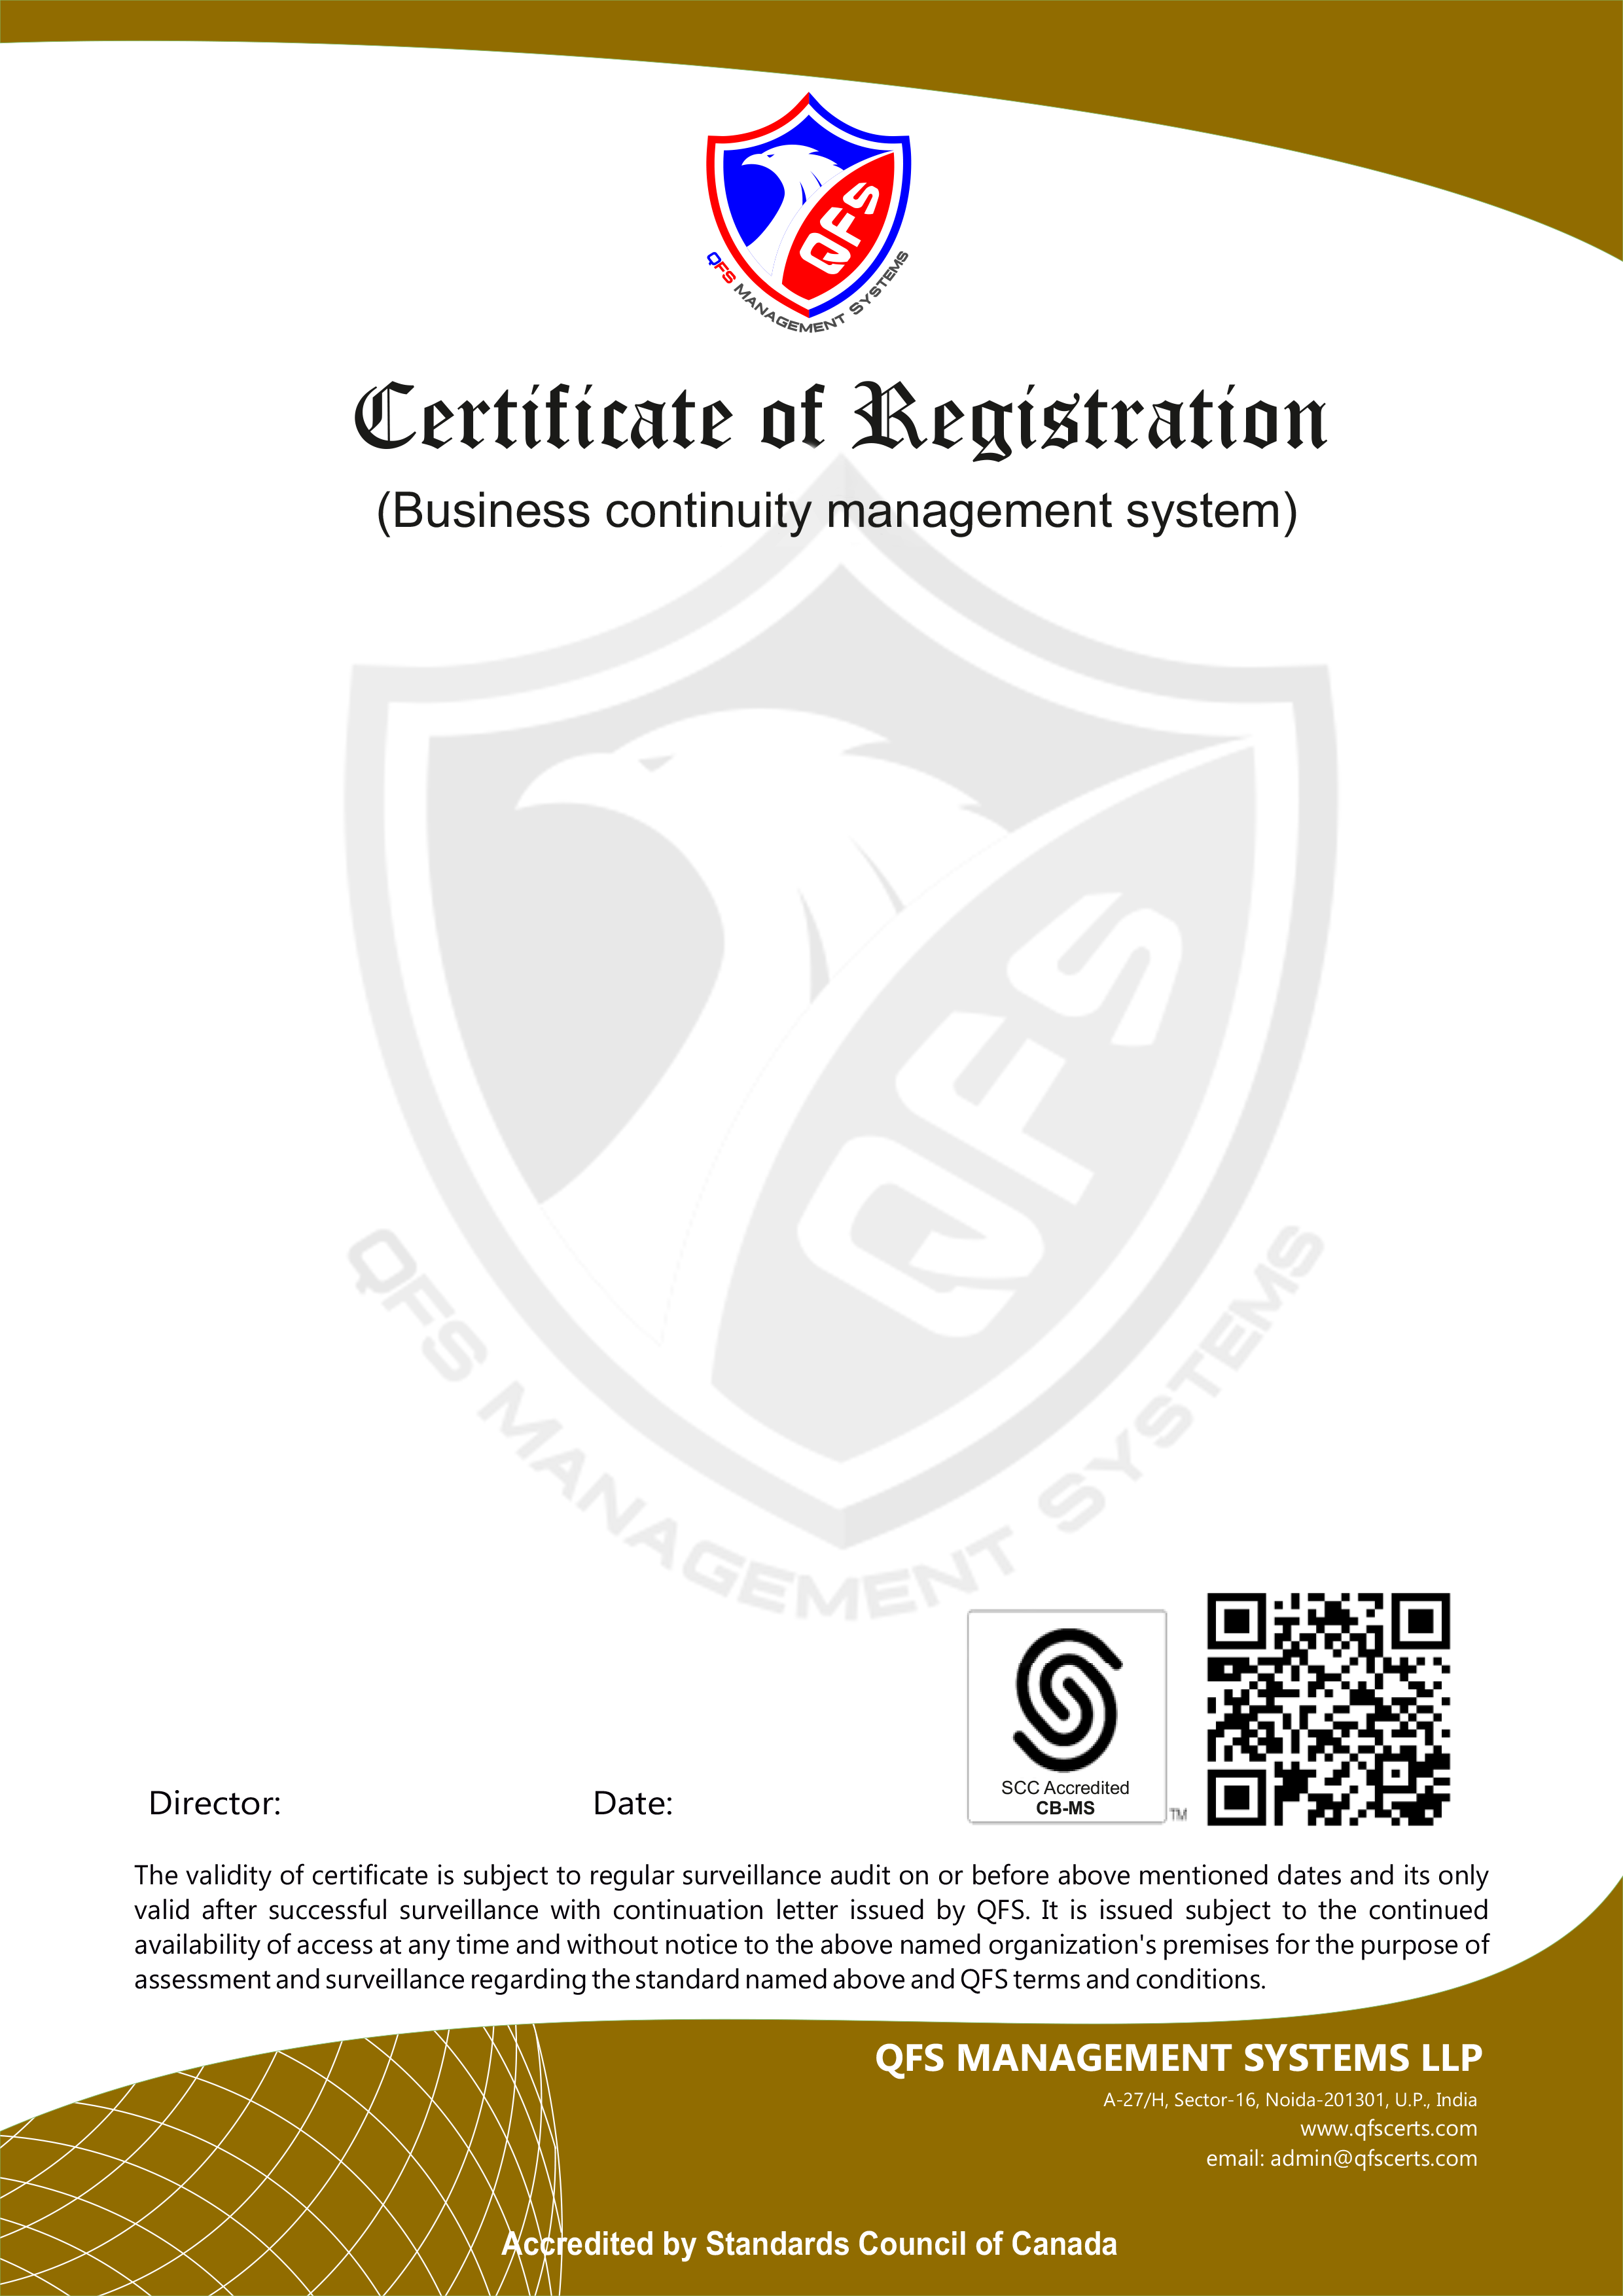 QFS
QFS MANAGEMENT SYSTEMS
Certificate of Registration
(Business continuity management system)
QFS
QFS MANAGEMENT SYSTEMS
SCC Accredited
CB-MS
TM
Director:
Date:
The validity of certificate is subject to regular surveillance audit on or before above mentioned dates and its only
valid after successful surveillance with continuation letter issued by QFS. It is issued subject to the continued
availability of access at any time and without notice to the above named organization's premises for the purpose of
assessment and surveillance regarding the standard named above and QFS terms and conditions.
QFS MANAGEMENT SYSTEMS LLP
A-27/H, Sector-16, Noida-201301, U.P., India
www.qfscerts.com
email: admin@qfscerts.com
Accredited by Standards Council of Canada